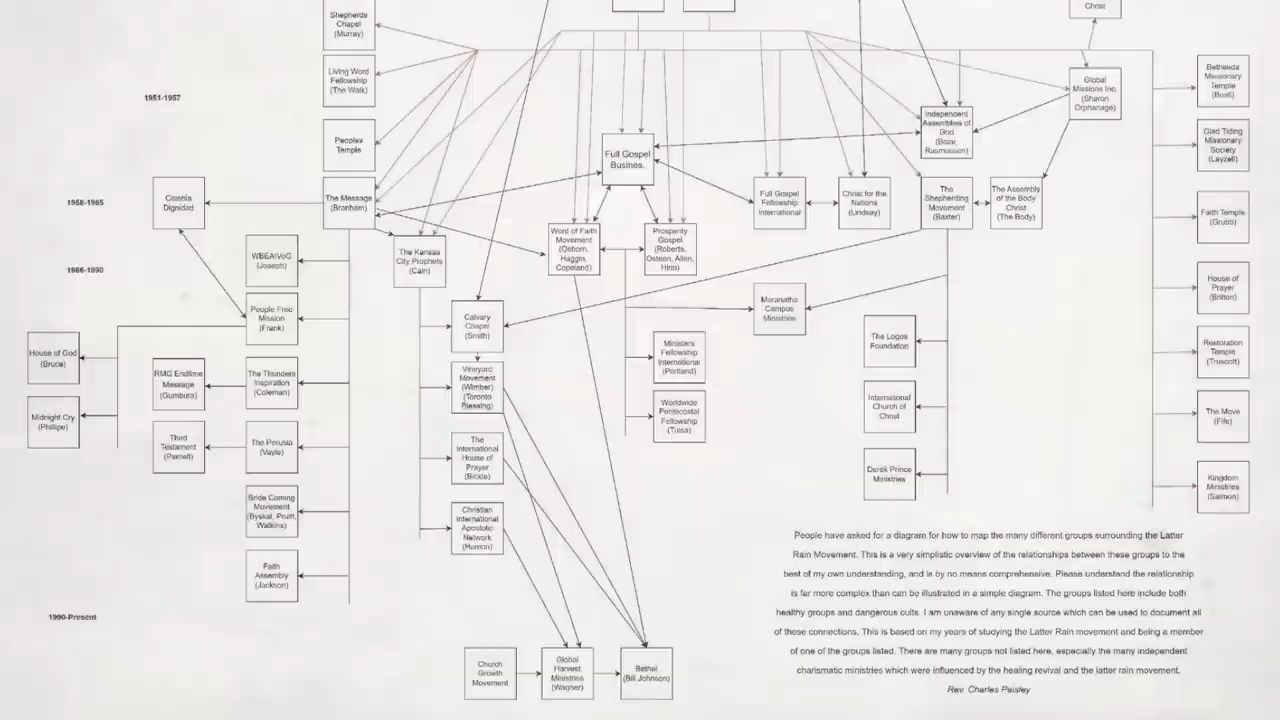 Shepherds
Chapel
(Murray)
Christ
1951-1957
Living Word
Fellowship
(The Walk)
Global
Missions Inc.
(Sharon
Orphanage)
Bethesda
Missionary
Temple
(Beall)
Independent
Assemblies of
God
(Boze,
Rasmussen)
Peoples
Temple
Full Gospel
Busines.
Glad Tiding
Missionary
Society
(Layzell)
1958-1965
Colonia
Dignidad
The Message
(Branham)
Full Gospel
Fellowship
International
Christ for the
Nations
(Lindsay)
The
Shepherding
Movement
(Baxter)
The Assembly
of the Body
Christ
(The Body)
Faith Temple
(Grubb)
1966-1990
WBEA\VoG
(Joseph)
The Kansas
City Prophets
(Cain)
Word of Faith
Movement
(Osborn,
Haggin,
Copeland)
Prosperity
Gospel
(Roberts,
Osteen, Allen,
Hinn)
House of
Prayer
(Britton)
People Free
Mission
(Frank)
Calvary
Chapel
(Smith)
Maranatha
Campus
Ministries
House of God
(Bruce)
The Logos
Foundation
Restoration
Temple
(Truscott)
Ministers
Fellowship
International
(Portland)
RMG Endtime
Message
(Gumbura)
The Thunders
Inspiration
(Coleman)
Vineyard
Movement
(Wimber)
(Toronto
Blessing)
Midnight Cry
(Phillipe)
Worldwide
Pentecostal
Fellowship
(Tulsa)
International
Church of
Christ
The Move
(Fife)
Third
Testament
(Parnell)
The Perusia
(Vayle)
The
International
House of
Prayer
(Bickle)
Derek Prince
Ministries
Kingdom
Ministries
(Salmon)
Bride Coming
Movement
(Byskal, Pruitt,
Watkins)
Christian
International
Apostolic
Network
(Hamon)
Faith
Assembly
(Jackson)
1990-Present
Church
Growth
Movement
Global
Harvest
Ministries
(Wagner)
Bethel
(Bill Johnson)
People have asked for a diagram for how to map the many different groups surrounding the Latter
Rain Movement. This is a very simplistic overview of the relationships between these groups to the
best of my own understanding, and is by no means comprehensive. Please understand the relationship
is far more complex than can be illustrated in a simple diagram. The groups listed here include both
healthy groups and dangerous cults. I am unaware of any single source which can be used to document all
of these connections. This is based on my years of studying the Latter Rain movement and being a member
of one of the groups listed. There are many groups not listed here, especially the many independent
charismatic ministries which were influenced by the healing revival and the latter rain movement.
Rev. Charles Paisley